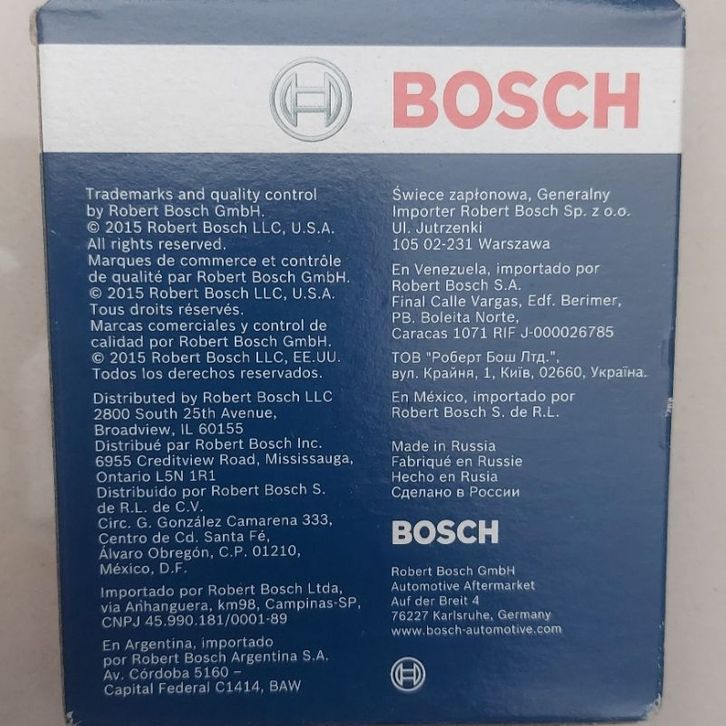 BOSCH
Trademarks and quality control
by Robert Bosch GmbH.
© 2015 Robert Bosch LLC, U.S.A.
All rights reserved.
Marques de commerce et contrôle
de qualité par Robert Bosch GmbH.
© 2015 Robert Bosch LLC, U.S.A.
Tous droits réservés.
Marcas comerciales y control de
calidad por Robert Bosch GmbH.
© 2015 Robert Bosch LLC, EE.UU.
Todos los derechos reservados.
Distributed by Robert Bosch LLC
2800 South 25th Avenue,
Broadview, IL 60155
Distribué par Robert Bosch Inc.
6955 Creditview Road, Mississauga,
Ontario L5N 1R1
Distribuido por Robert Bosch S.
de R.L. de C.V.
Circ. G. González Camarena 333,
Centro de Cd. Santa Fé,
Álvaro Obregón, C.P. 01210,
México, D.F.
Importado por Robert Bosch Ltda,
via Anhanguera, km98, Campinas-SP,
CNPJ 45.990.181/0001-89
En Argentina, importado
por Robert Bosch Argentina S.A.
Av. Córdoba 5160 –
Capital Federal C1414, BAW
Świece zapłonowa, Generalny
Importer Robert Bosch Sp. z o.o.
Ul. Jutrzenki
105 02-231 Warszawa
En Venezuela, importado por
Robert Bosch S.A.
Final Calle Vargas, Edf. Berimer,
PB. Boleita Norte,
Caracas 1071 RIF J-000026785
ТОВ "Роберт Бош Лтд.",
вул. Крайня, 1, Київ, 02660, Україна.
En México, importado por
Robert Bosch S. de R.L.
Made in Russia
Fabriqué en Russie
Hecho en Rusia
Сделано в России
BOSCH
Robert Bosch GmbH
Automotive Aftermarket
Auf der Breit 4
76227 Karlsruhe, Germany
www.bosch-automotive.com